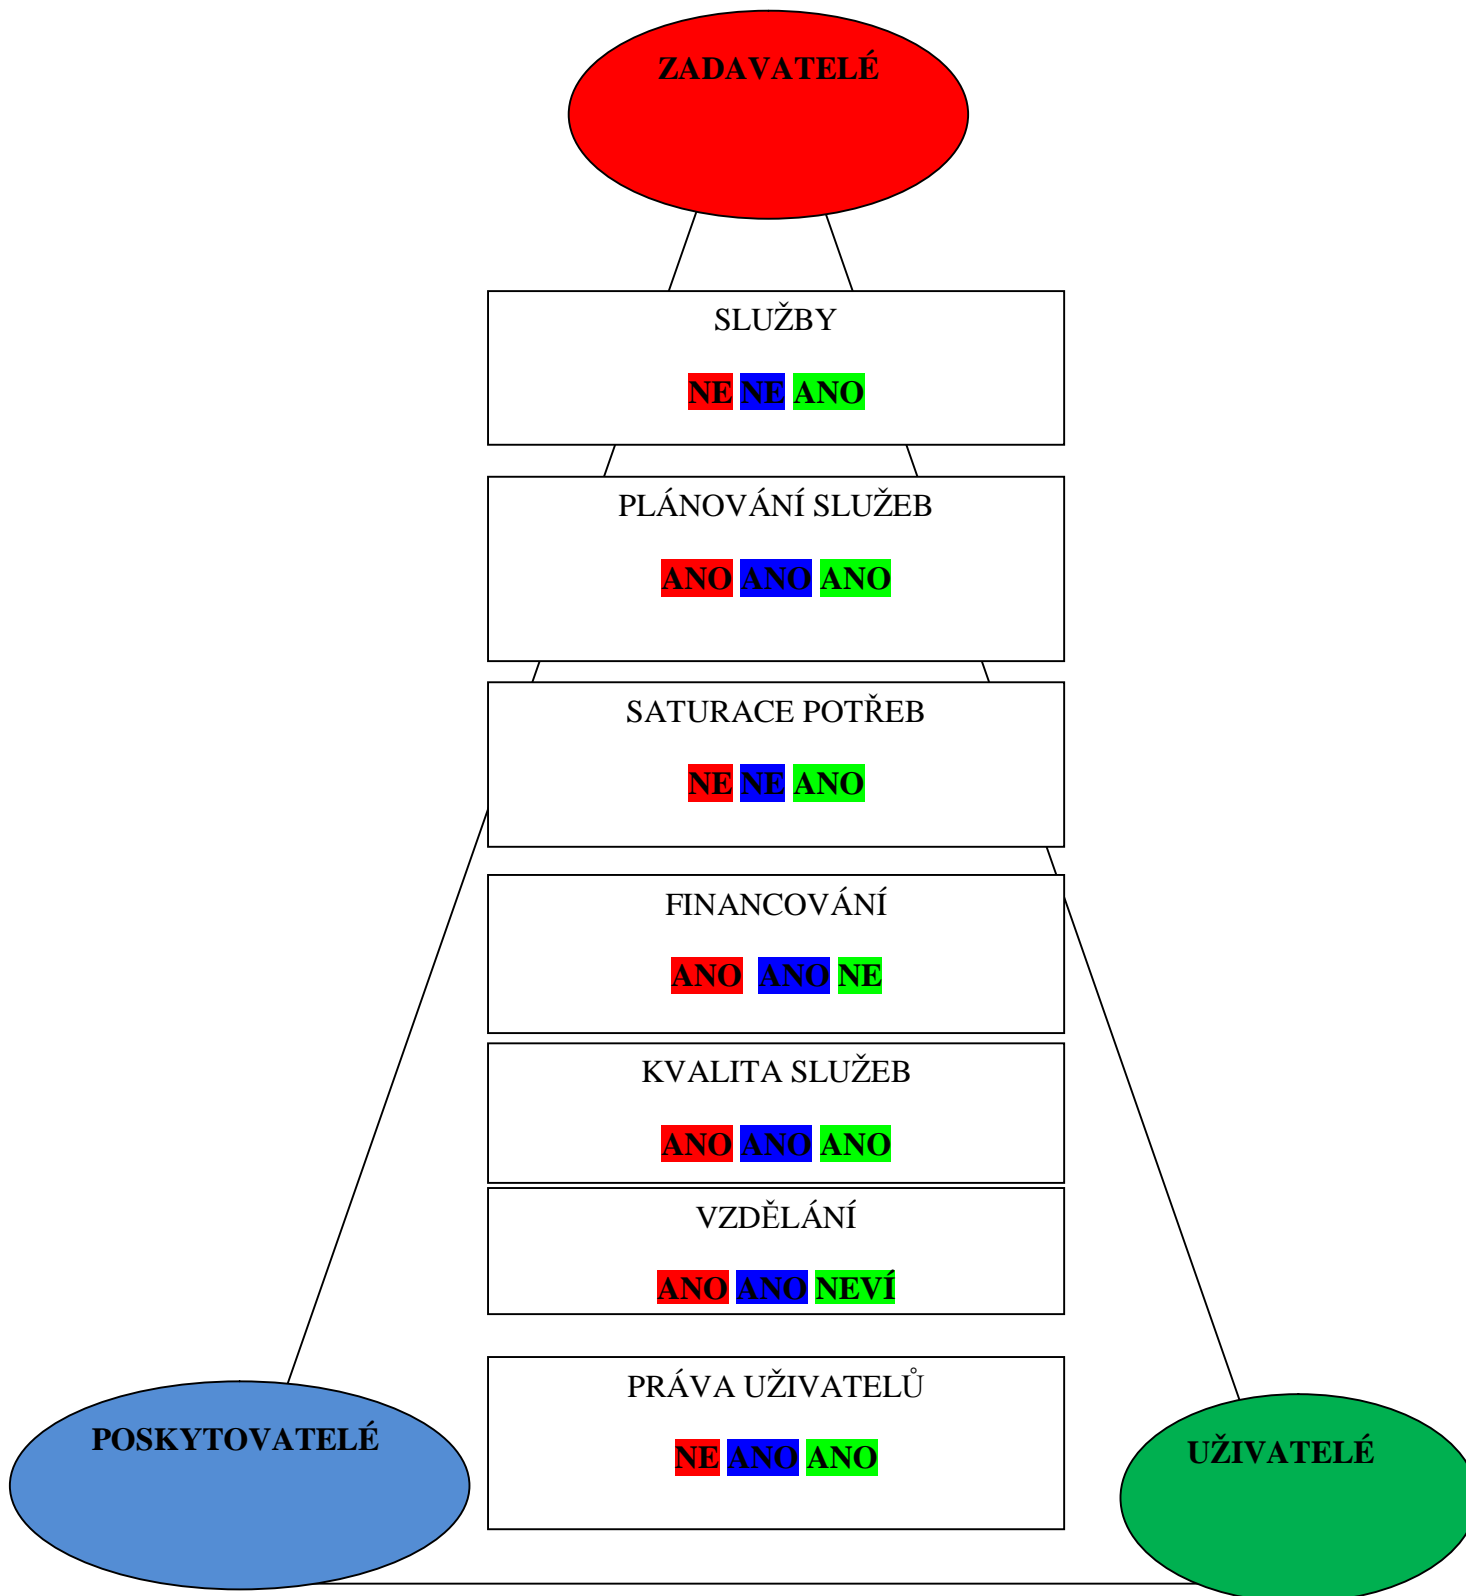 ZADAVATELÉ
SLUŽBY
NE NE ANO
PLÁNOVÁNÍ SLUŽEB
ANO ANO ANO
SATURACE POTŘEB
NE NE ANO
FINANCOVÁNÍ
ANO ANO NE
KVALITA SLUŽEB
ANO ANO ANO
VZDĚLÁNÍ
ANO ANO NEVÍ
PRÁVA UŽIVATELŮ
NE ANO ANO
POSKYTOVATELÉ
UŽIVATELÉ